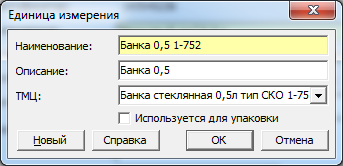 Единица измерения
Наименование: Банка 0,5 1-752
Описание: Банка 0,5
ТМЦ: Банка стеклянная 0,5л тип СКО 1-75
Используется для упаковки
Новый Справка ОК Отмена